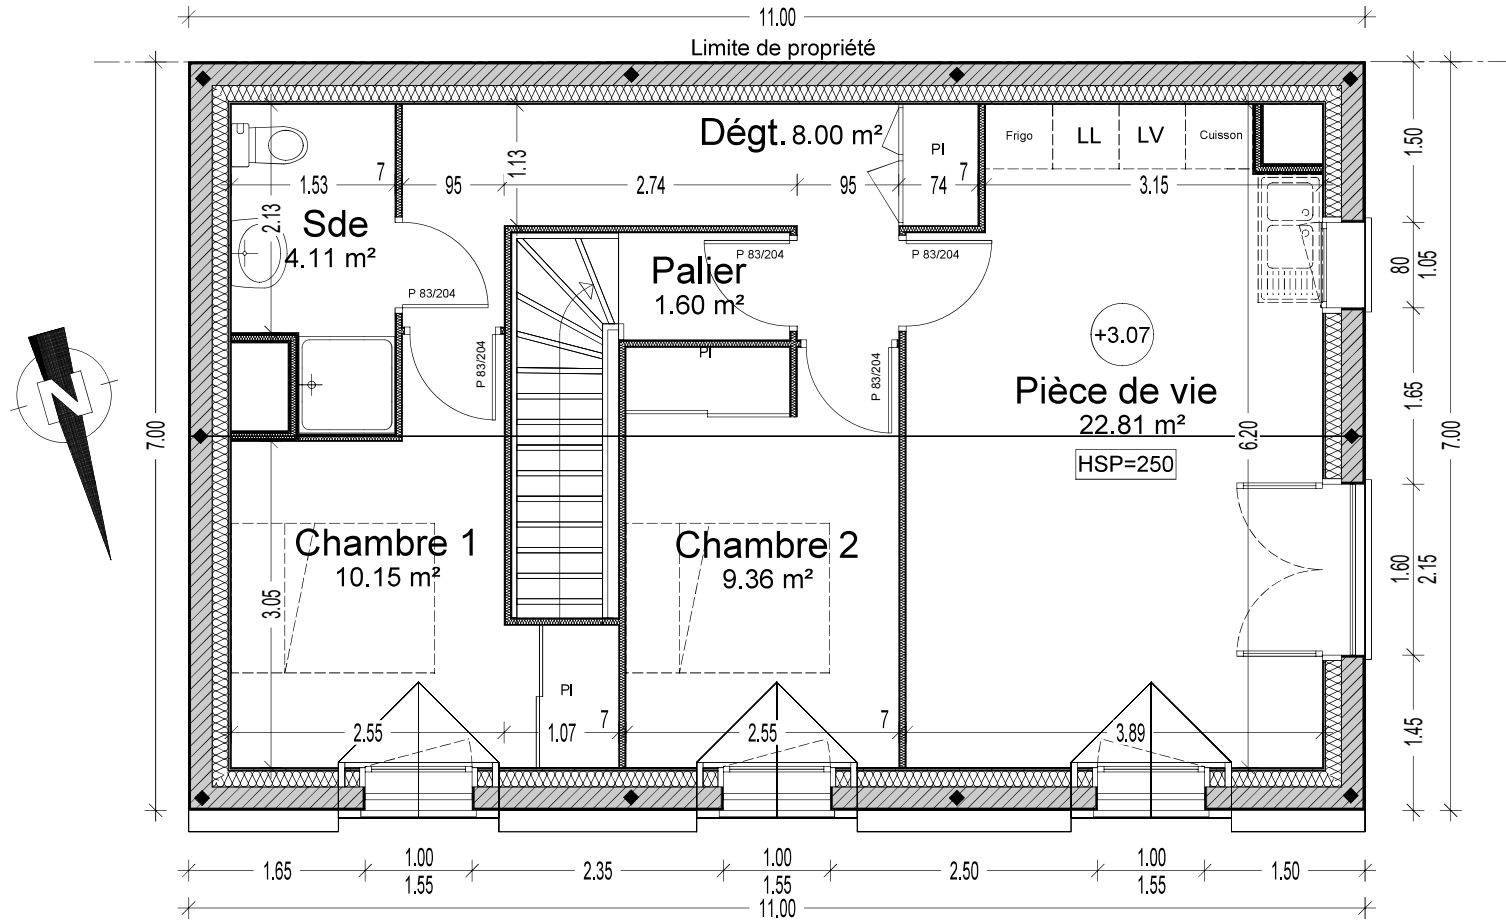 11.00
Limite de propriété
Dégt. 8.00 m²
Pl
Frigo
LL
LV
Cuisson
1.50
1.13
7
7
1.53
95
2.74
95
74
3.15
2.13
Sde
4.11 m²
P 83/204
P 83/204
P 83/204
Palier
1.60 m²
80
1.05
P 83/204
P 83/204
Pl
+3.07
N
Pièce de vie
22.81 m²
HSP=250
1.65
7.00
6.20
7.00
Chambre 1
10.15 m²
Chambre 2
9.36 m²
3.05
1.60
2.15
Pl
7
7
2.55
1.07
2.55
3.89
1.45
1.65
1.00
1.55
2.35
1.00
1.55
2.50
1.00
1.55
1.50
11.00